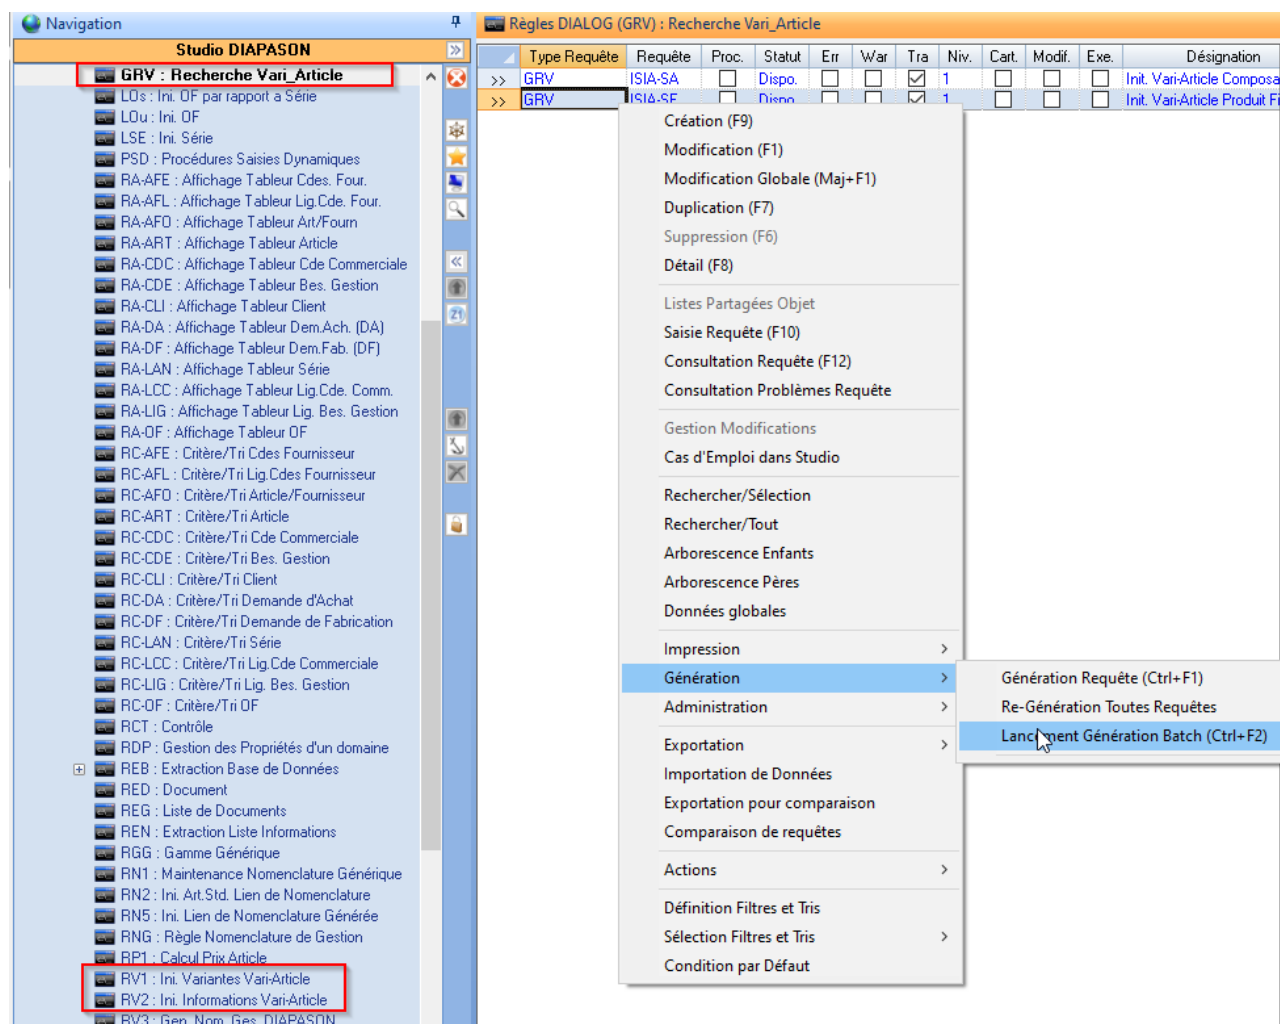 Navigation
Studio DIAPASON
GRV : Recherche Vari_Article
LOs : Ini. OF par rapport a Série
LOu : Ini. OF
LSE : Ini. Série
PSD : Procédures Saisies Dynamiques
RA-AFE : Affichage Tableur Cdes. Four.
RA-AFL : Affichage Tableur Lig.Cde. Four.
RA-AFO : Affichage Tableur Art/Fourn
RA-ART : Affichage Tableur Article
RA-CDC : Affichage Tableur Cde Commerciale
RA-CDE : Affichage Tableur Bes. Gestion
RA-CLI : Affichage Tableur Client
RA-DA : Affichage Tableur Dem.Ach. (DA)
RA-DF : Affichage Tableur Dem.Fab. (DF)
RA-LAN : Affichage Tableur Série
RA-LCC : Affichage Tableur Lig.Cde. Comm.
RA-LIG : Affichage Tableur Lig. Bes. Gestion
RA-OF : Affichage Tableur OF
RC-AFE : Critère/Tri Cdes Fournisseur
RC-AFL : Critère/Tri Lig.Cdes Fournisseur
RC-AFO : Critère/Tri Article/Fournisseur
RC-ART : Critère/Tri Article
RC-CDC : Critère/Tri Cde Commerciale
RC-CDE : Critère/Tri Bes. Gestion
RC-CLI : Critère/Tri Client
RC-DA : Critère/Tri Demande d'Achat
RC-DF : Critère/Tri Demande de Fabrication
RC-LAN : Critère/Tri Série
RC-LCC : Critère/Tri Lig.Cde Commerciale
RC-LIG : Critère/Tri Lig. Bes. Gestion
RC-OF : Critère/Tri OF
RCT : Contrôle
RDP : Gestion des Propriétés d'un domaine
REB : Extraction Base de Données
RED : Document
REG : Liste de Documents
REN : Extraction Liste Informations
RGG : Gamme Générique
RN1 : Maintenance Nomenclature Générique
RN2 : Ini. Art.Std. Lien de Nomenclature
RN5 : Ini. Lien de Nomenclature Générée
RNG : Règle Nomenclature de Gestion
RP1 : Calcul Prix Article
RV1 : Ini. Variantes Vari-Article
RV2 : Ini. Informations Vari-Article
RV3 : Gen. Nom. Ges. DIAPASON
21
Règles DIALOG (GRV) : Recherche Vari_Article
Type Requête Requête Proc. Statut Err War Tra Niv. Cart. Modif. Exe. Désignation
>> GRV ISIA-SA Dispo. 1 Init. Vari-Article Composa
>> GRV ISIA-SF Dispo. 1 Init. Vari-Article Produit Fi
Création (F9)
Modification (F1)
Modification Globale (Maj+F1)
Duplication (F7)
Suppression (F6)
Détail (F8)
Listes Partagées Objet
Saisie Requête (F10)
Consultation Requête (F12)
Consultation Problèmes Requête
Gestion Modifications
Cas d'Emploi dans Studio
Rechercher/Sélection
Rechercher/Tout
Arborescence Enfants
Arborescence Pères
Données globales
Impression
Génération
Administration
Exportation
Importation de Données
Exportation pour comparaison
Comparaison de requêtes
Actions
Définition Filtres et Tris
Sélection Filtres et Tris
Condition par Défaut
Génération Requête (Ctrl+F1)
Re-Génération Toutes Requêtes
Lancement Génération Batch (Ctrl+F2)